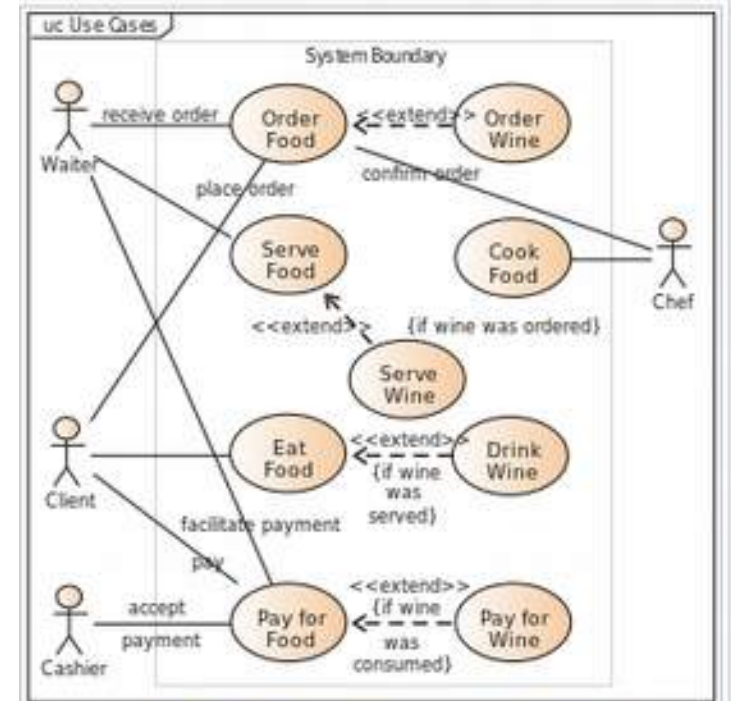 uc Use Cases
System Boundary
receive order
Order
Food
<<extend>>
Order
Wine
Waiter
place order
confirm order
Serve
Food
Cook
Food
Chef
<<extend>>
{if wine was ordered}
Serve
Wine
Client
Eat
Food
<<extend>>
{if wine
was
served}
Drink
Wine
facilitate payment
pay
Cashier
accept
payment
Pay for
Food
<<extend>>
{if wine
was
consumed}
Pay for
Wine